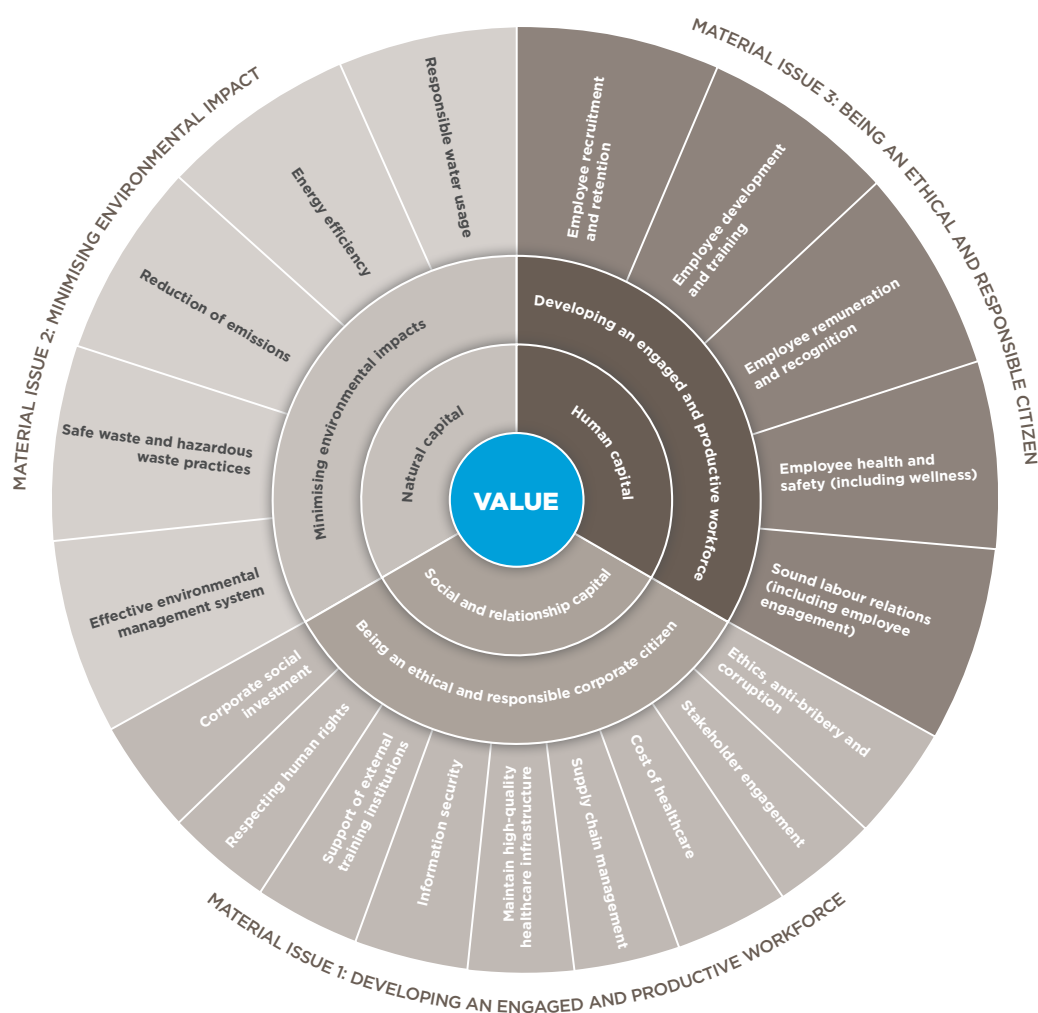 MATERIAL ISSUE 2: MINIMISING ENVIRONMENTAL IMPACT
MATERIAL ISSUE 3: BEING AN ETHICAL AND RESPONSIBLE CITIZEN
MATERIAL ISSUE 1: DEVELOPING AN ENGAGED AND PRODUCTIVE WORKFORCE
VALUE
Natural capital
Human capital
Social and relationship capital
Minimising environmental impacts
Developing an engaged and productive workforce
Being an ethical and responsible corporate citizen
Employee recruitment
and retention
Employee development
and training
Employee remuneration
and recognition
Employee health and
safety (including wellness)
Sound labour relations
(including employee
engagement)
Ethics, anti-bribery and
corruption
Stakeholder engagement
Cost of healthcare
Supply chain management
Maintain high-quality
healthcare infrastructure
Information security
Support of external
training institutions
Respecting human rights
Corporate social
investment
Effective environmental
management system
Safe waste and hazardous
waste practices
Reduction of emissions
Energy efficiency
Responsible water usage